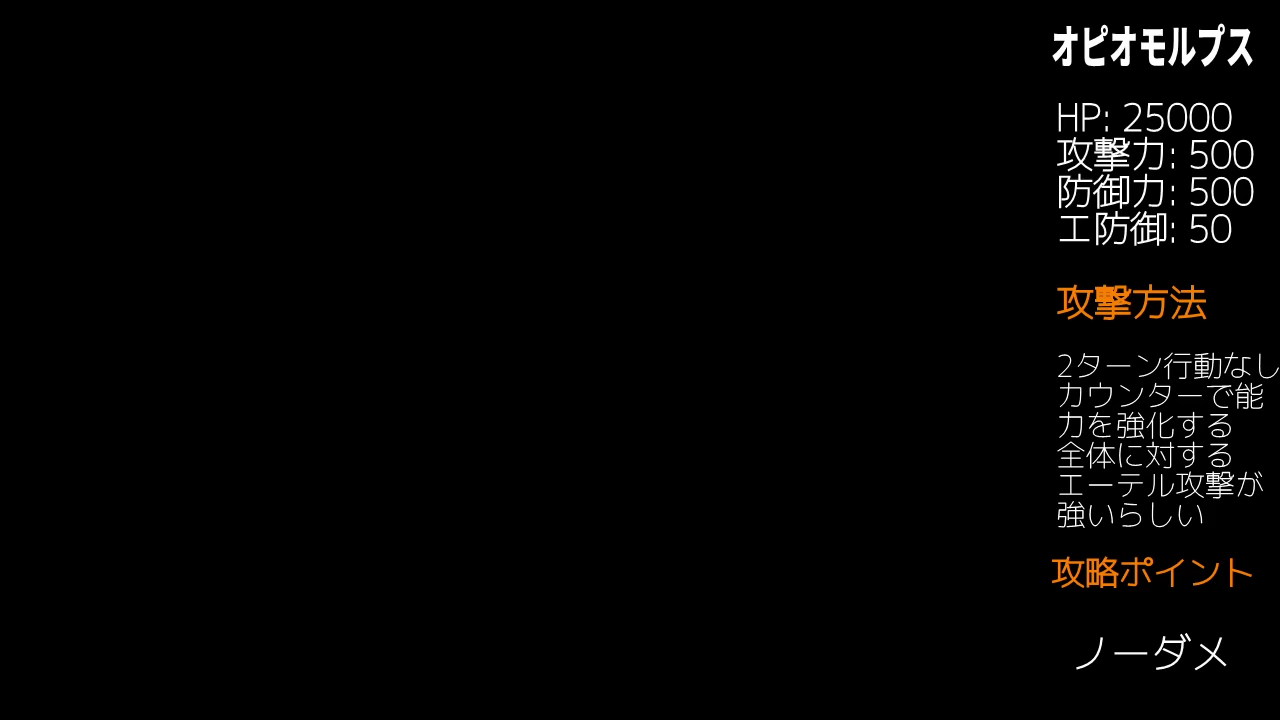 オピオモルプス
HP: 25000
攻撃力: 500
防御力: 500
エ防御: 50
攻撃方法
2ターン行動なし
カウンターで能
力を強化する
全体に対する
エーテル攻撃が
強いらしい
攻略ポイント
ノーダメ